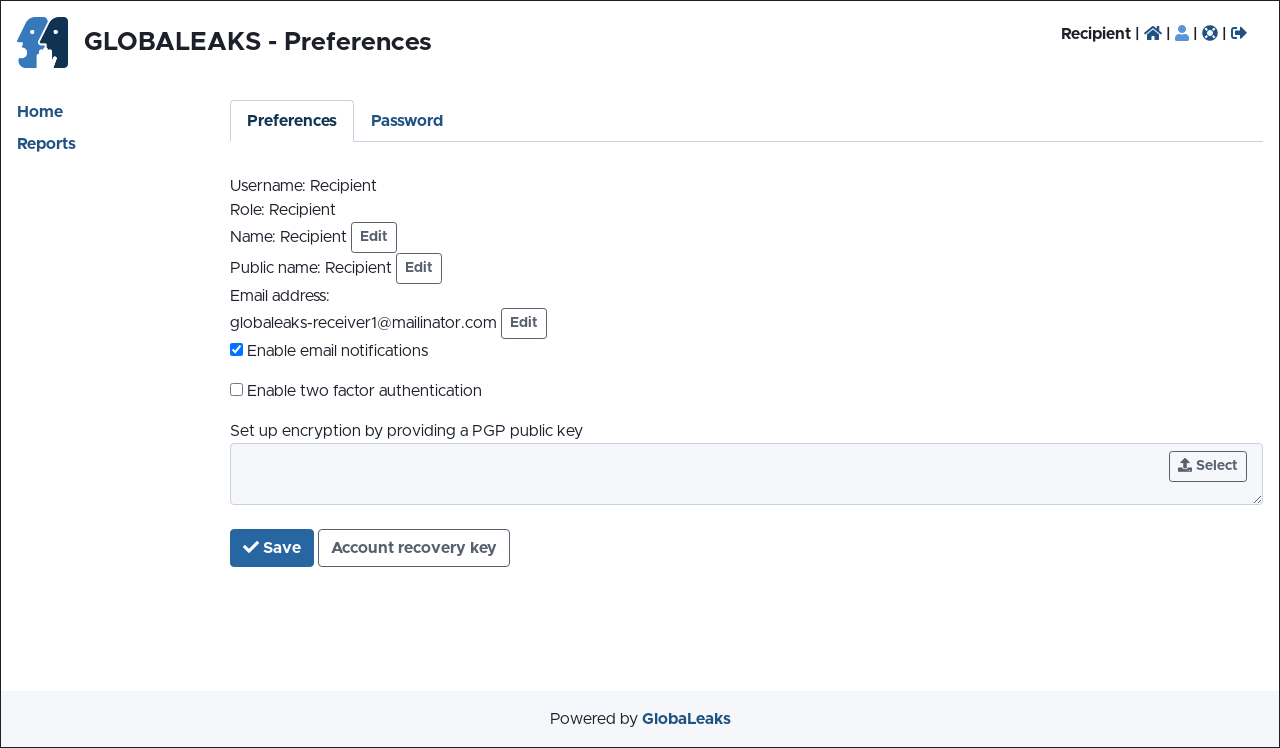 GLOBALEAKS - Preferences
Recipient | | | |
Home
Reports
Preferences
Password
Username: Recipient
Role: Recipient
Name: Recipient Edit
Public name: Recipient Edit
Email address:
globaleaks-receiver1@mailinator.com Edit
Enable email notifications
Enable two factor authentication
Set up encryption by providing a PGP public key
Select
Save
Account recovery key
Powered by GlobaLeaks